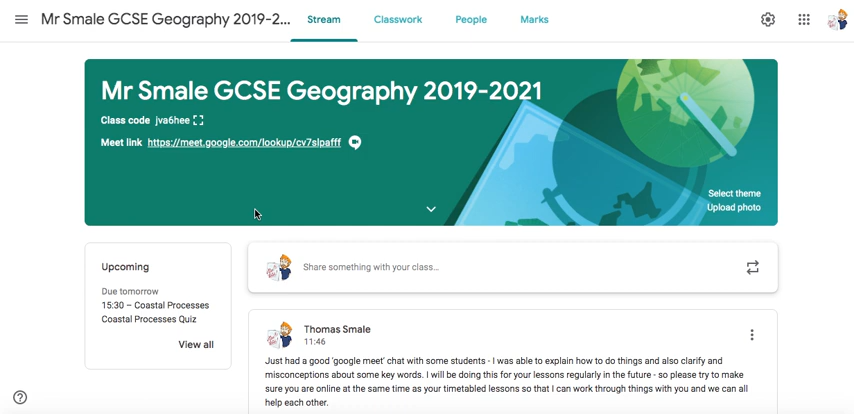 Mr Smale GCSE Geography 2019-2...
Stream
Classwork
People
Marks
Mr Smale GCSE Geography 2019-2021
Class code jva6hee
Meet link https://meet.google.com/lookup/cv7slpafff
Select theme
Upload photo
Upcoming
Due tomorrow
15:30 – Coastal Processes
Coastal Processes Quiz
View all
Share something with your class...
Thomas Smale
11:46
Just had a good 'google meet' chat with some students - I was able to explain how to do things and also clarify and
misconceptions about some key words. I will be doing this for your lessons regularly in the future - so please try to make
sure you are online at the same time as your timetabled lessons so that I can work through things with you and we can all
help each other.